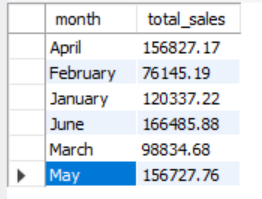 month total_sales
April 156827.17
February 76145.19
January 120337.22
June 166485.88
March 98834.68
May 156727.76